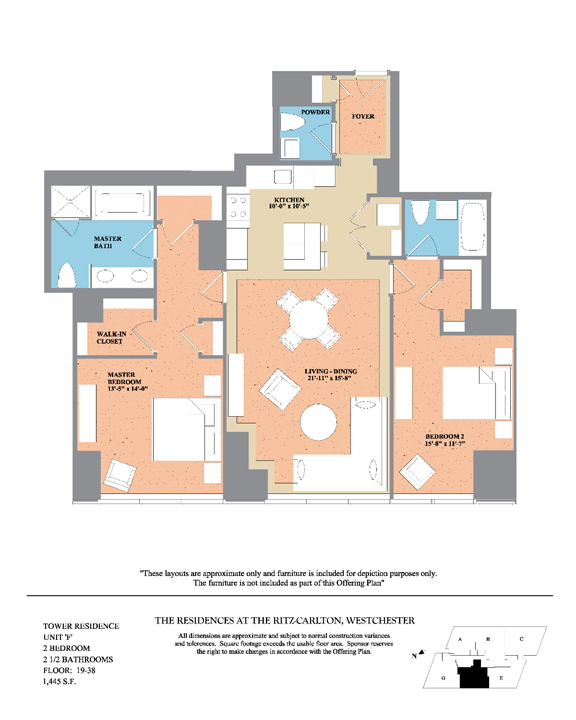 POWDER
FOYER
KITCHEN
10'-0" x 10'-5"
MASTER
BATH
WALK-IN
CLOSET
MASTER
BEDROOM
13'-5" x 14'-0"
LIVING - DINING
21'-11" x 15'-8"
BEDROOM 2
15'-8" x 11'-7"
"These layouts are approximate only and furniture is included for depiction purposes only.
The furniture is not included as part of this Offering Plan"
TOWER RESIDENCE
UNIT 'F'
2 BEDROOM
2 1/2 BATHROOMS
FLOOR: 19-38
1,445 S.F.
THE RESIDENCES AT THE RITZ-CARLTON, WESTCHESTER
All dimensions are approximate and subject to normal construction variances
and tolerences. Square footage exceeds the usable floor area. Sponsor reserves
the right to make changes in accordance with the Offering Plan.
A B C
N
G E